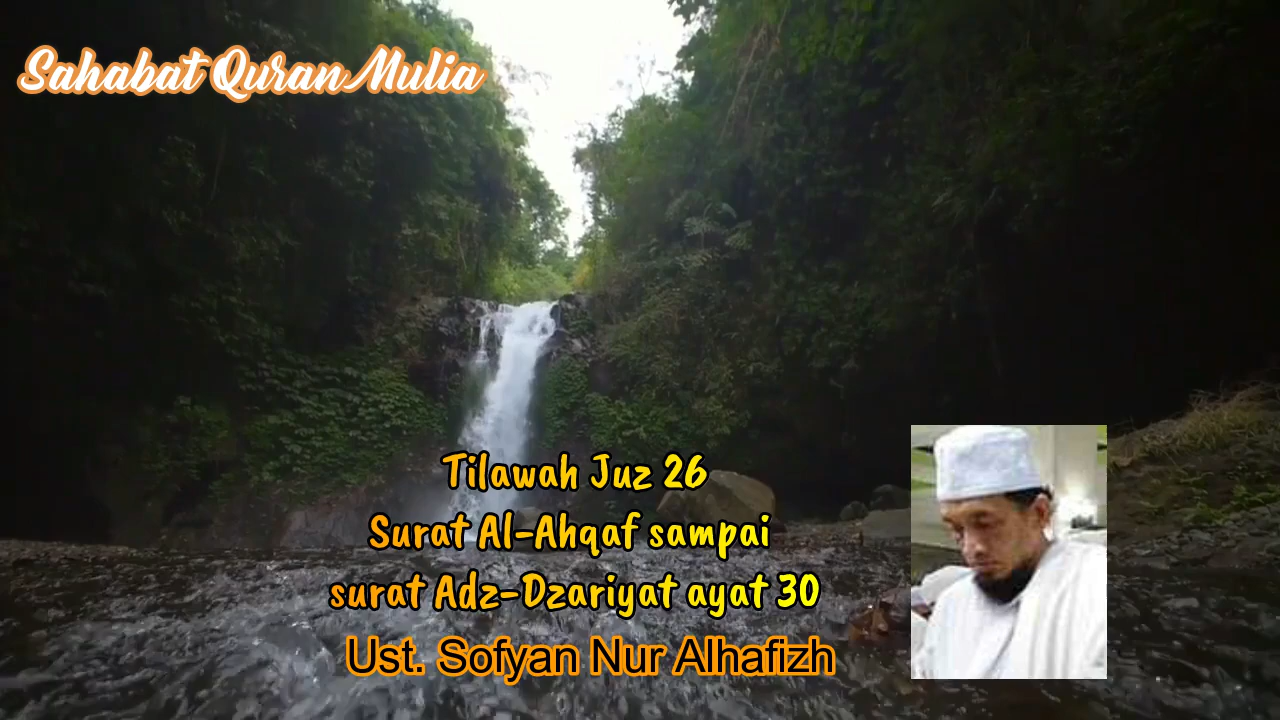 Sahabat Quran Mulia
Tilawah Juz 26
Surat Al-Ahqaf sampai
surat Adz-Dzariyat ayat 30
Ust. Sofyan Nur Alhafizh